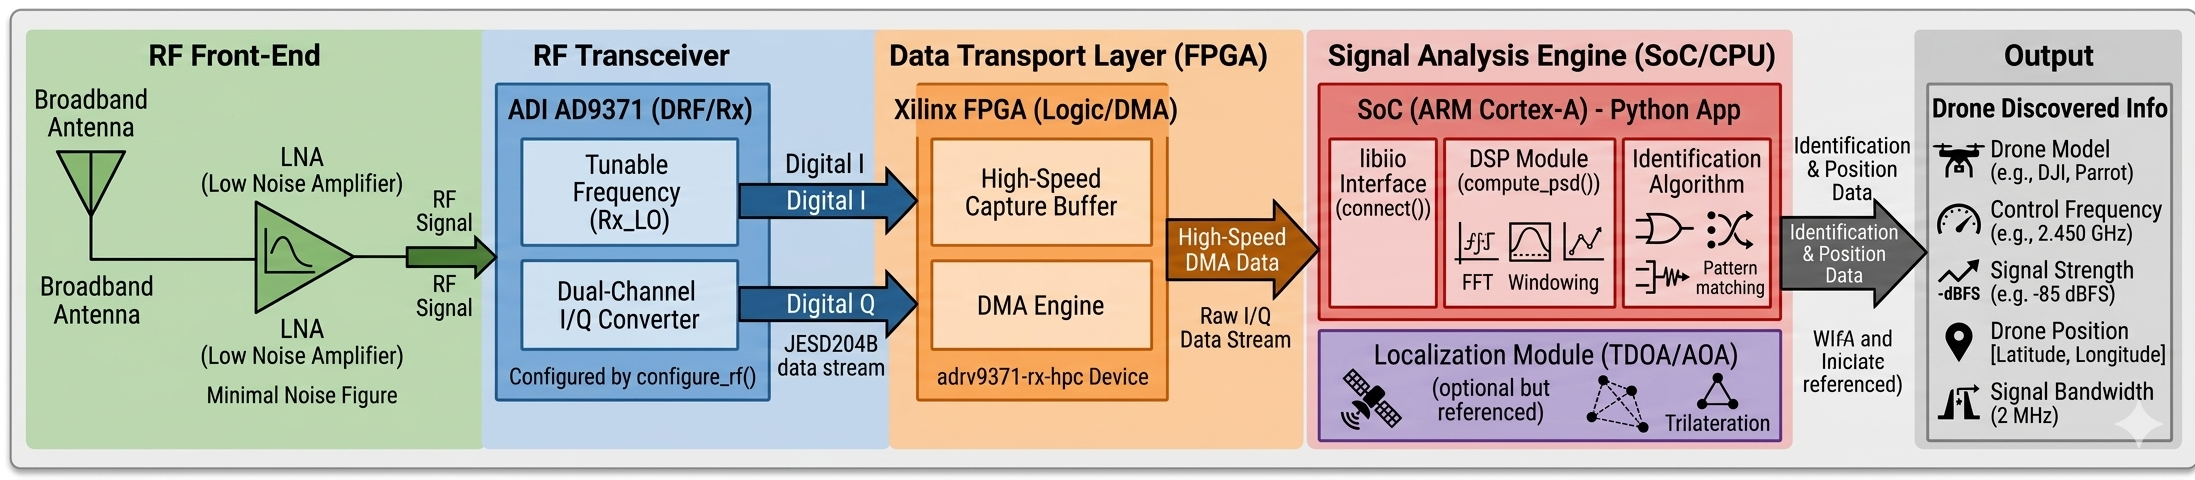 RF Front-End
Broadband
Antenna
LNA
(Low Noise Amplifier)
Broadband
Antenna
LNA
(Low Noise Amplifier)
Minimal Noise Figure
RF
Signal
RF
Signal
RF Transceiver
ADI AD9371 (DRF/Rx)
Tunable
Frequency
(Rx_LO)
Dual-Channel
I/Q Converter
Configured by configure_rf()
Digital I
Digital I
Digital Q
JESD204B
data stream
Data Transport Layer (FPGA)
Xilinx FPGA (Logic/DMA)
High-Speed
Capture Buffer
DMA Engine
adrv9371-rx-hpc Device
High-Speed
DMA Data
Raw I/Q
Data Stream
Signal Analysis Engine (SoC/CPU)
SoC (ARM Cortex-A) - Python App
libiio
Interface
(connect())
DSP Module
(compute_psd())
FFT
Windowing
Identification
Algorithm
Pattern
matching
Localization Module (TDOA/AOA)
(optional but
referenced)
Trilateration
Identification
& Position
Data
Identification
& Position
Data
WIfA and
Iniclate
referenced)
Output
Drone Discovered Info
Drone Model
(e.g., DJI, Parrot)
Control Frequency
(e.g., 2.450 GHz)
-dBFS
Signal Strength
(e.g. -85 dBFS)
Drone Position
[Latitude, Longitude]
Signal Bandwidth
(2 MHz)